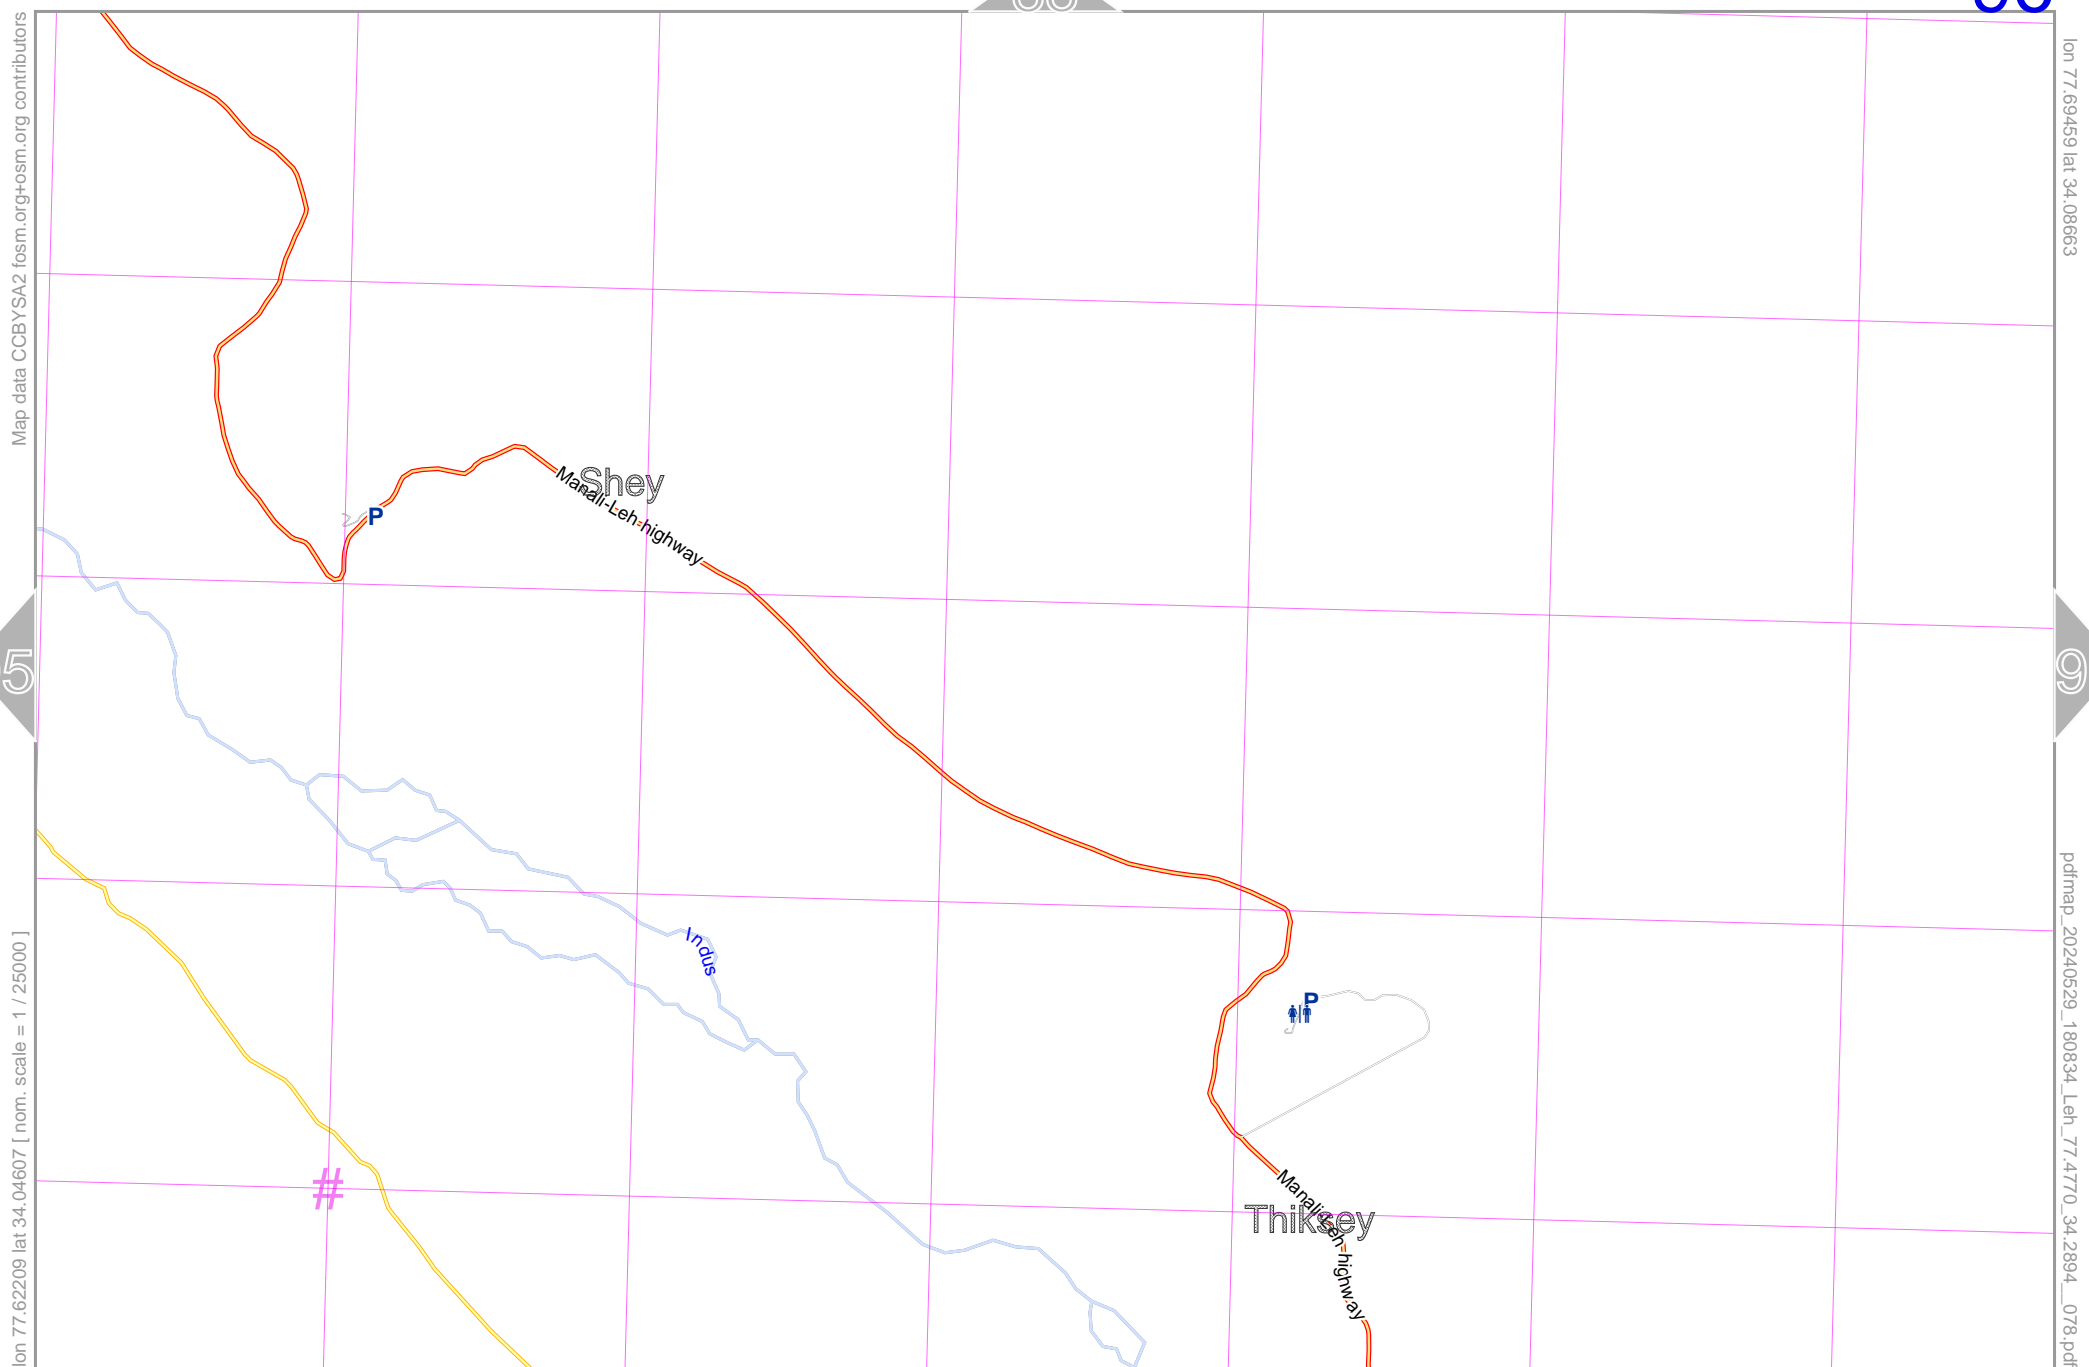 Map data CCBYSA2 fosm.org+osm.org contributors
lon 77.69459 lat 34.08663
Shey
Manali-Leh-highway
P
5
9
Indus
P
#
Manali-Leh-highway
Thiksey
lon 77.62209 lat 34.04607 [ nom. scale = 1 / 25000 ]
pdfmap_20240529_180834_Leh_77.4770_34.2894__078.pdf